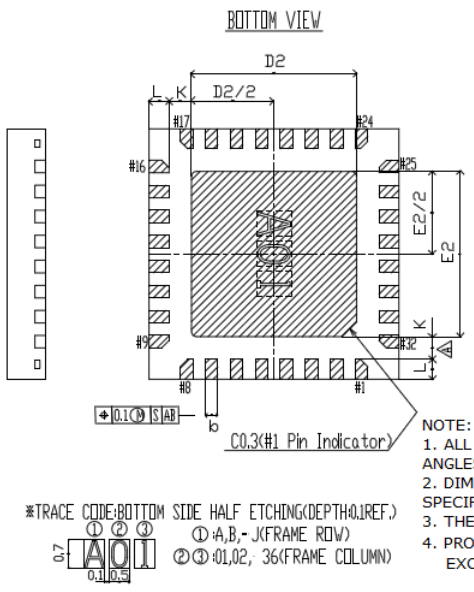 BOTTOM VIEW
D2
L K D2/2
#17 #24
#16 #25
A01
E2/2
E2
K
#9 #32
A
L
#8 #1
b
0.1 M S AB
C0.3(#1 Pin Indicator)
NOTE:
1. ALL
ANGLE
2. DIM
SPECIF
3. THE
4. PRO
EXC
※TRACE CODE:BOTTOM SIDE HALF ETCHING(DEPTH:0.1REF.)
① ② ③ ①:A,B,- J(FRAME ROW)
0.7 A 0 1 ②③:01,02,- 36(FRAME COLUMN)
0.1 0.5